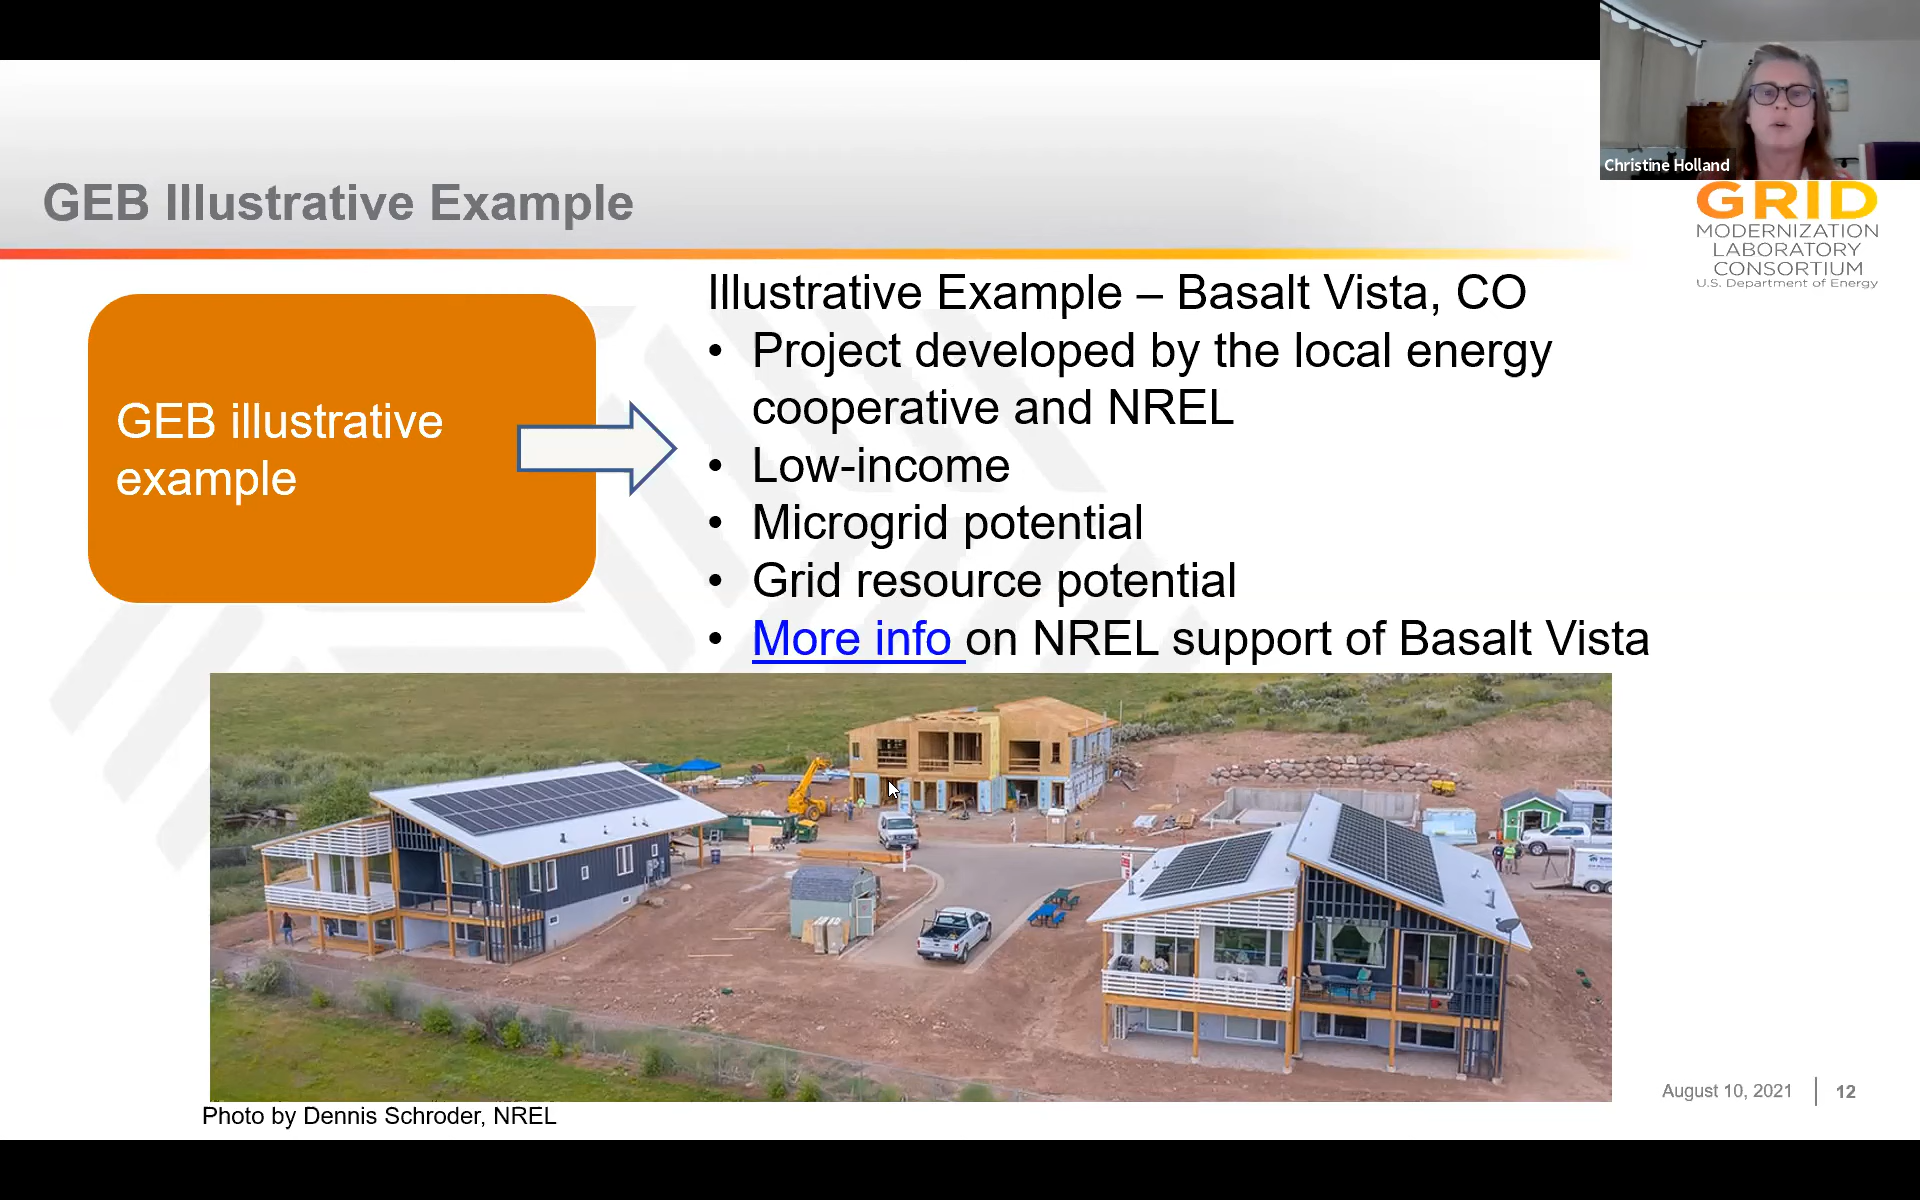 Christine Holland
GEB Illustrative Example
GRID
MODERNIZATION
LABORATORY
CONSORTIUM
U.S. Department of Energy
GEB illustrative
example
Illustrative Example – Basalt Vista, CO
• Project developed by the local energy
cooperative and NREL
• Low-income
• Microgrid potential
• Grid resource potential
• More info on NREL support of Basalt Vista
Photo by Dennis Schroder, NREL
August 10, 2021
12